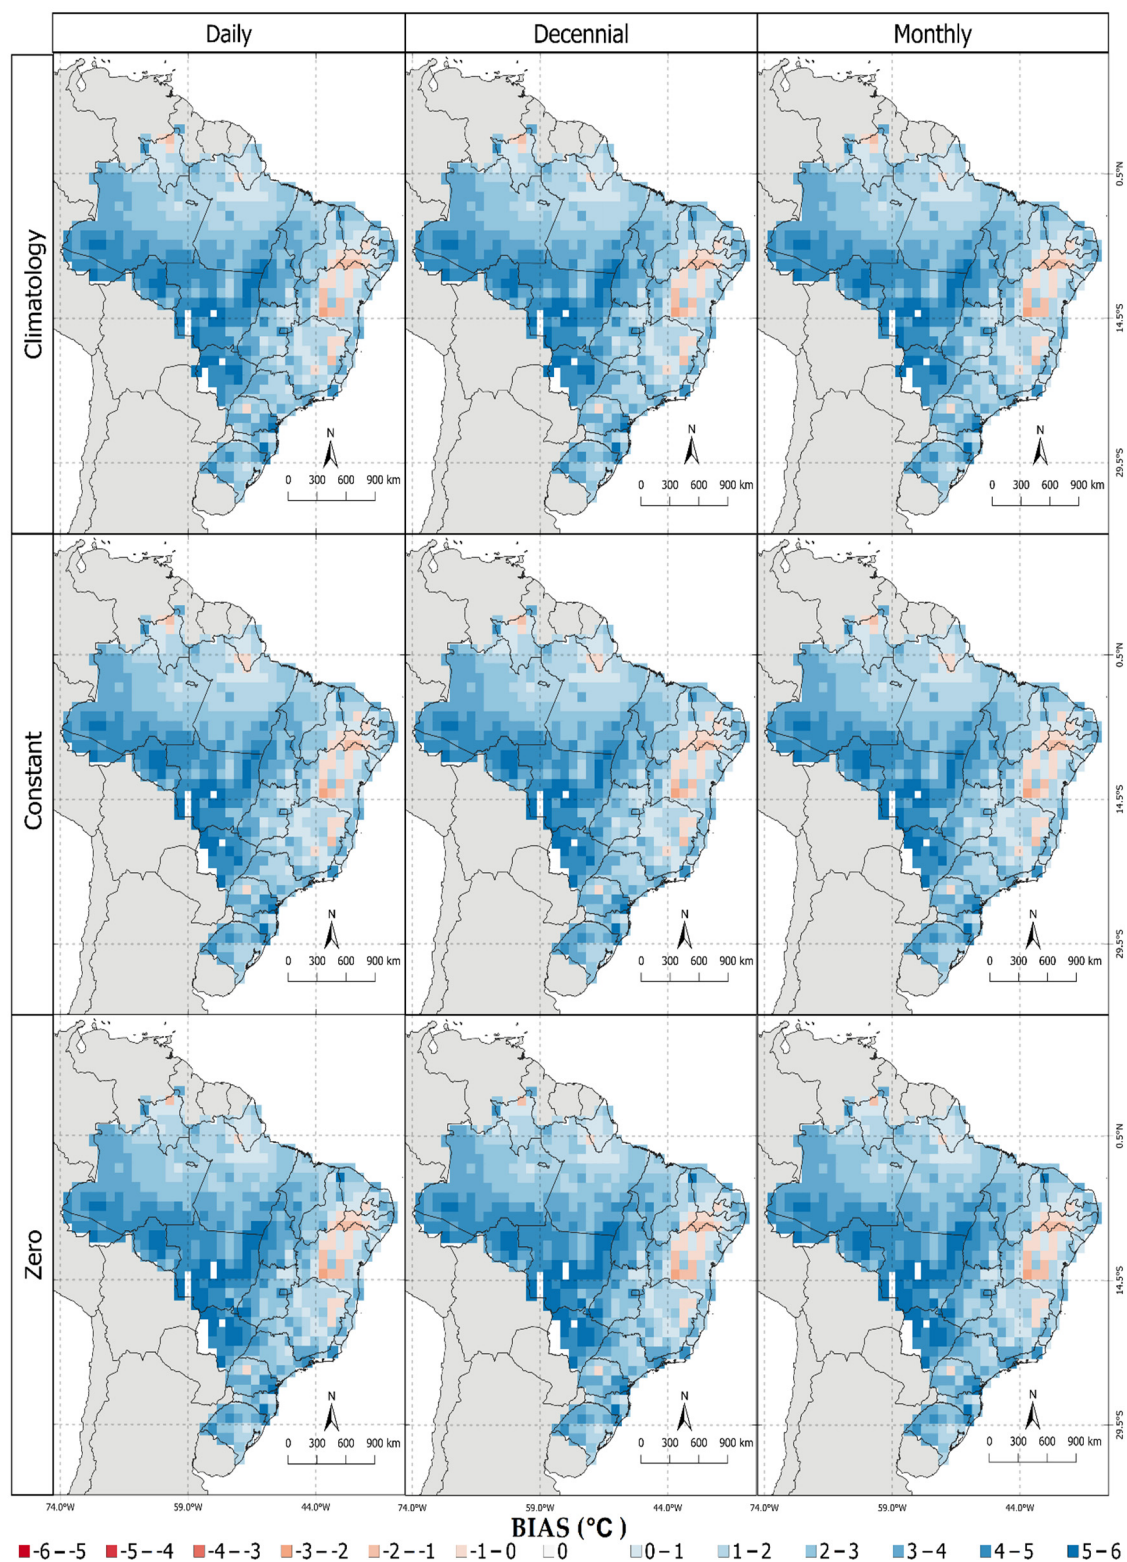 Daily Decennial Monthly
Climatology
0.5°N
14.5°S
29.5°S
N N N
0 300 600 900 km 0 300 600 900 km 0 300 600 900 km
Constant
0.5°N
14.5°S
29.5°S
N N N
0 300 600 900 km 0 300 600 900 km 0 300 600 900 km
Zero
0.5°N
14.5°S
29.5°S
N N N
0 300 600 900 km 0 300 600 900 km 0 300 600 900 km
74.0°W 59.0°W 44.0°W 74.0°W 59.0°W 44.0°W 74.0°W 59.0°W 44.0°W
BIAS (°C )
-6--5 -5--4 -4--3 -3--2 -2--1 -1-0 0 0-1 1-2 2-3 3-4 4-5 5-6